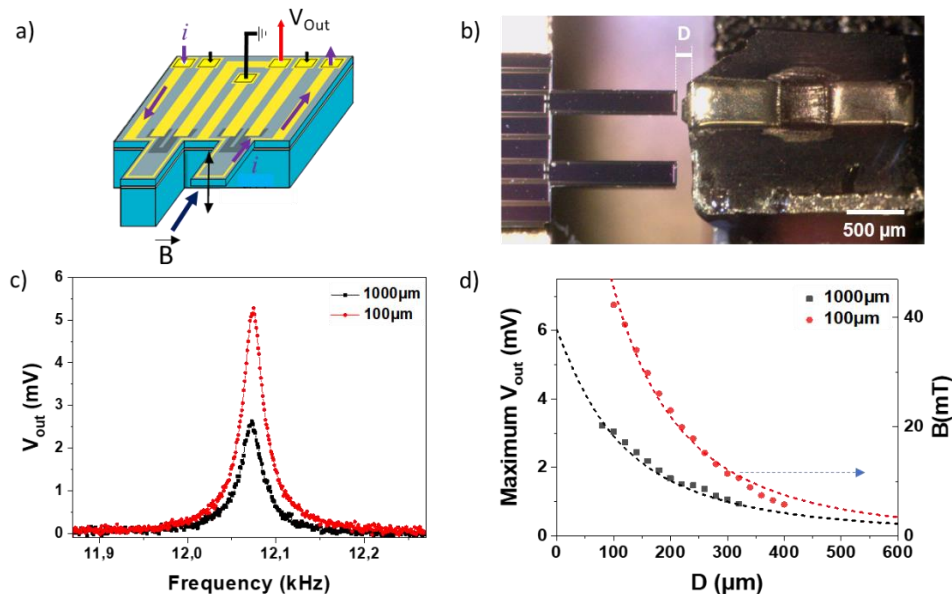 a)
i
V_Out
i
B
b)
D
500 µm
c)
1000µm
100µm
6
5
4
3
2
1
0
V_out (mV)
11,9
12,0
12,1
12,2
Frequency (kHz)
d)
1000µm
100µm
6
4
2
0
Maximum V_out (mV)
40
20
0
B(mT)
0
100
200
300
400
500
600
D (µm)